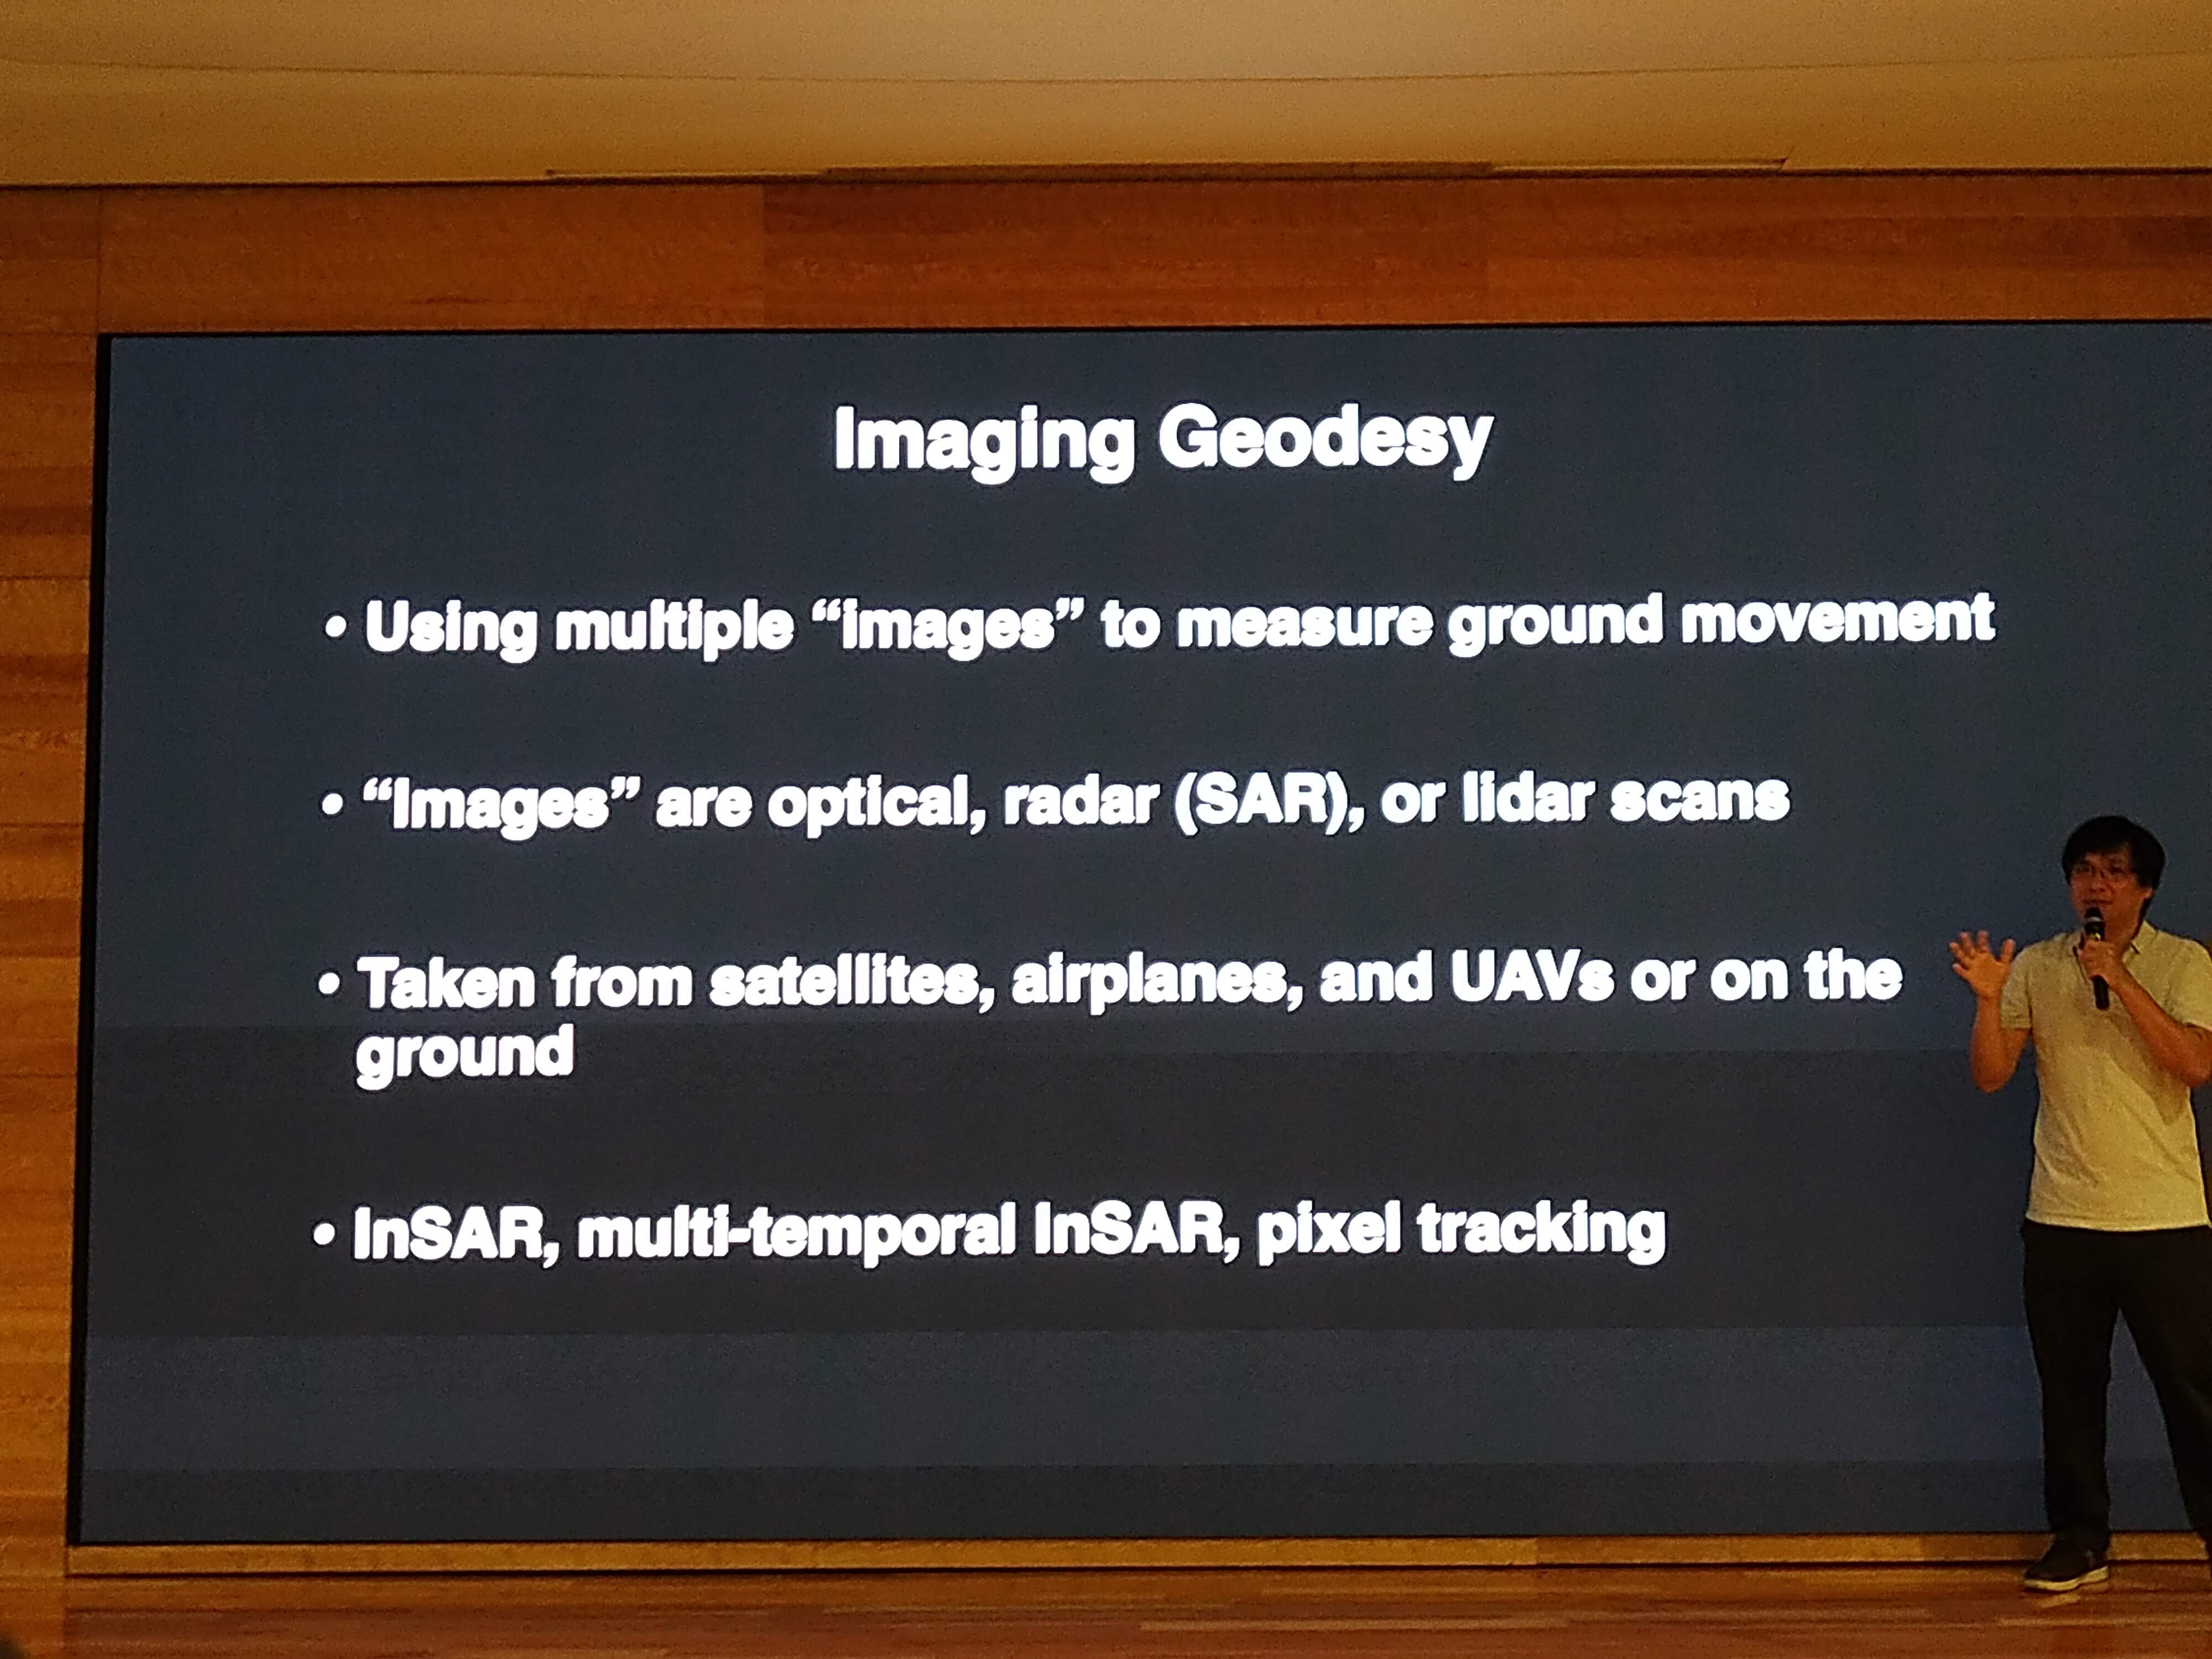 Imaging Geodesy
• Using multiple “images” to measure ground movement
• “Images” are optical, radar (SAR), or lidar scans
• Taken from satellites, airplanes, and UAVs or on the
ground
• InSAR, multi-temporal InSAR, pixel tracking